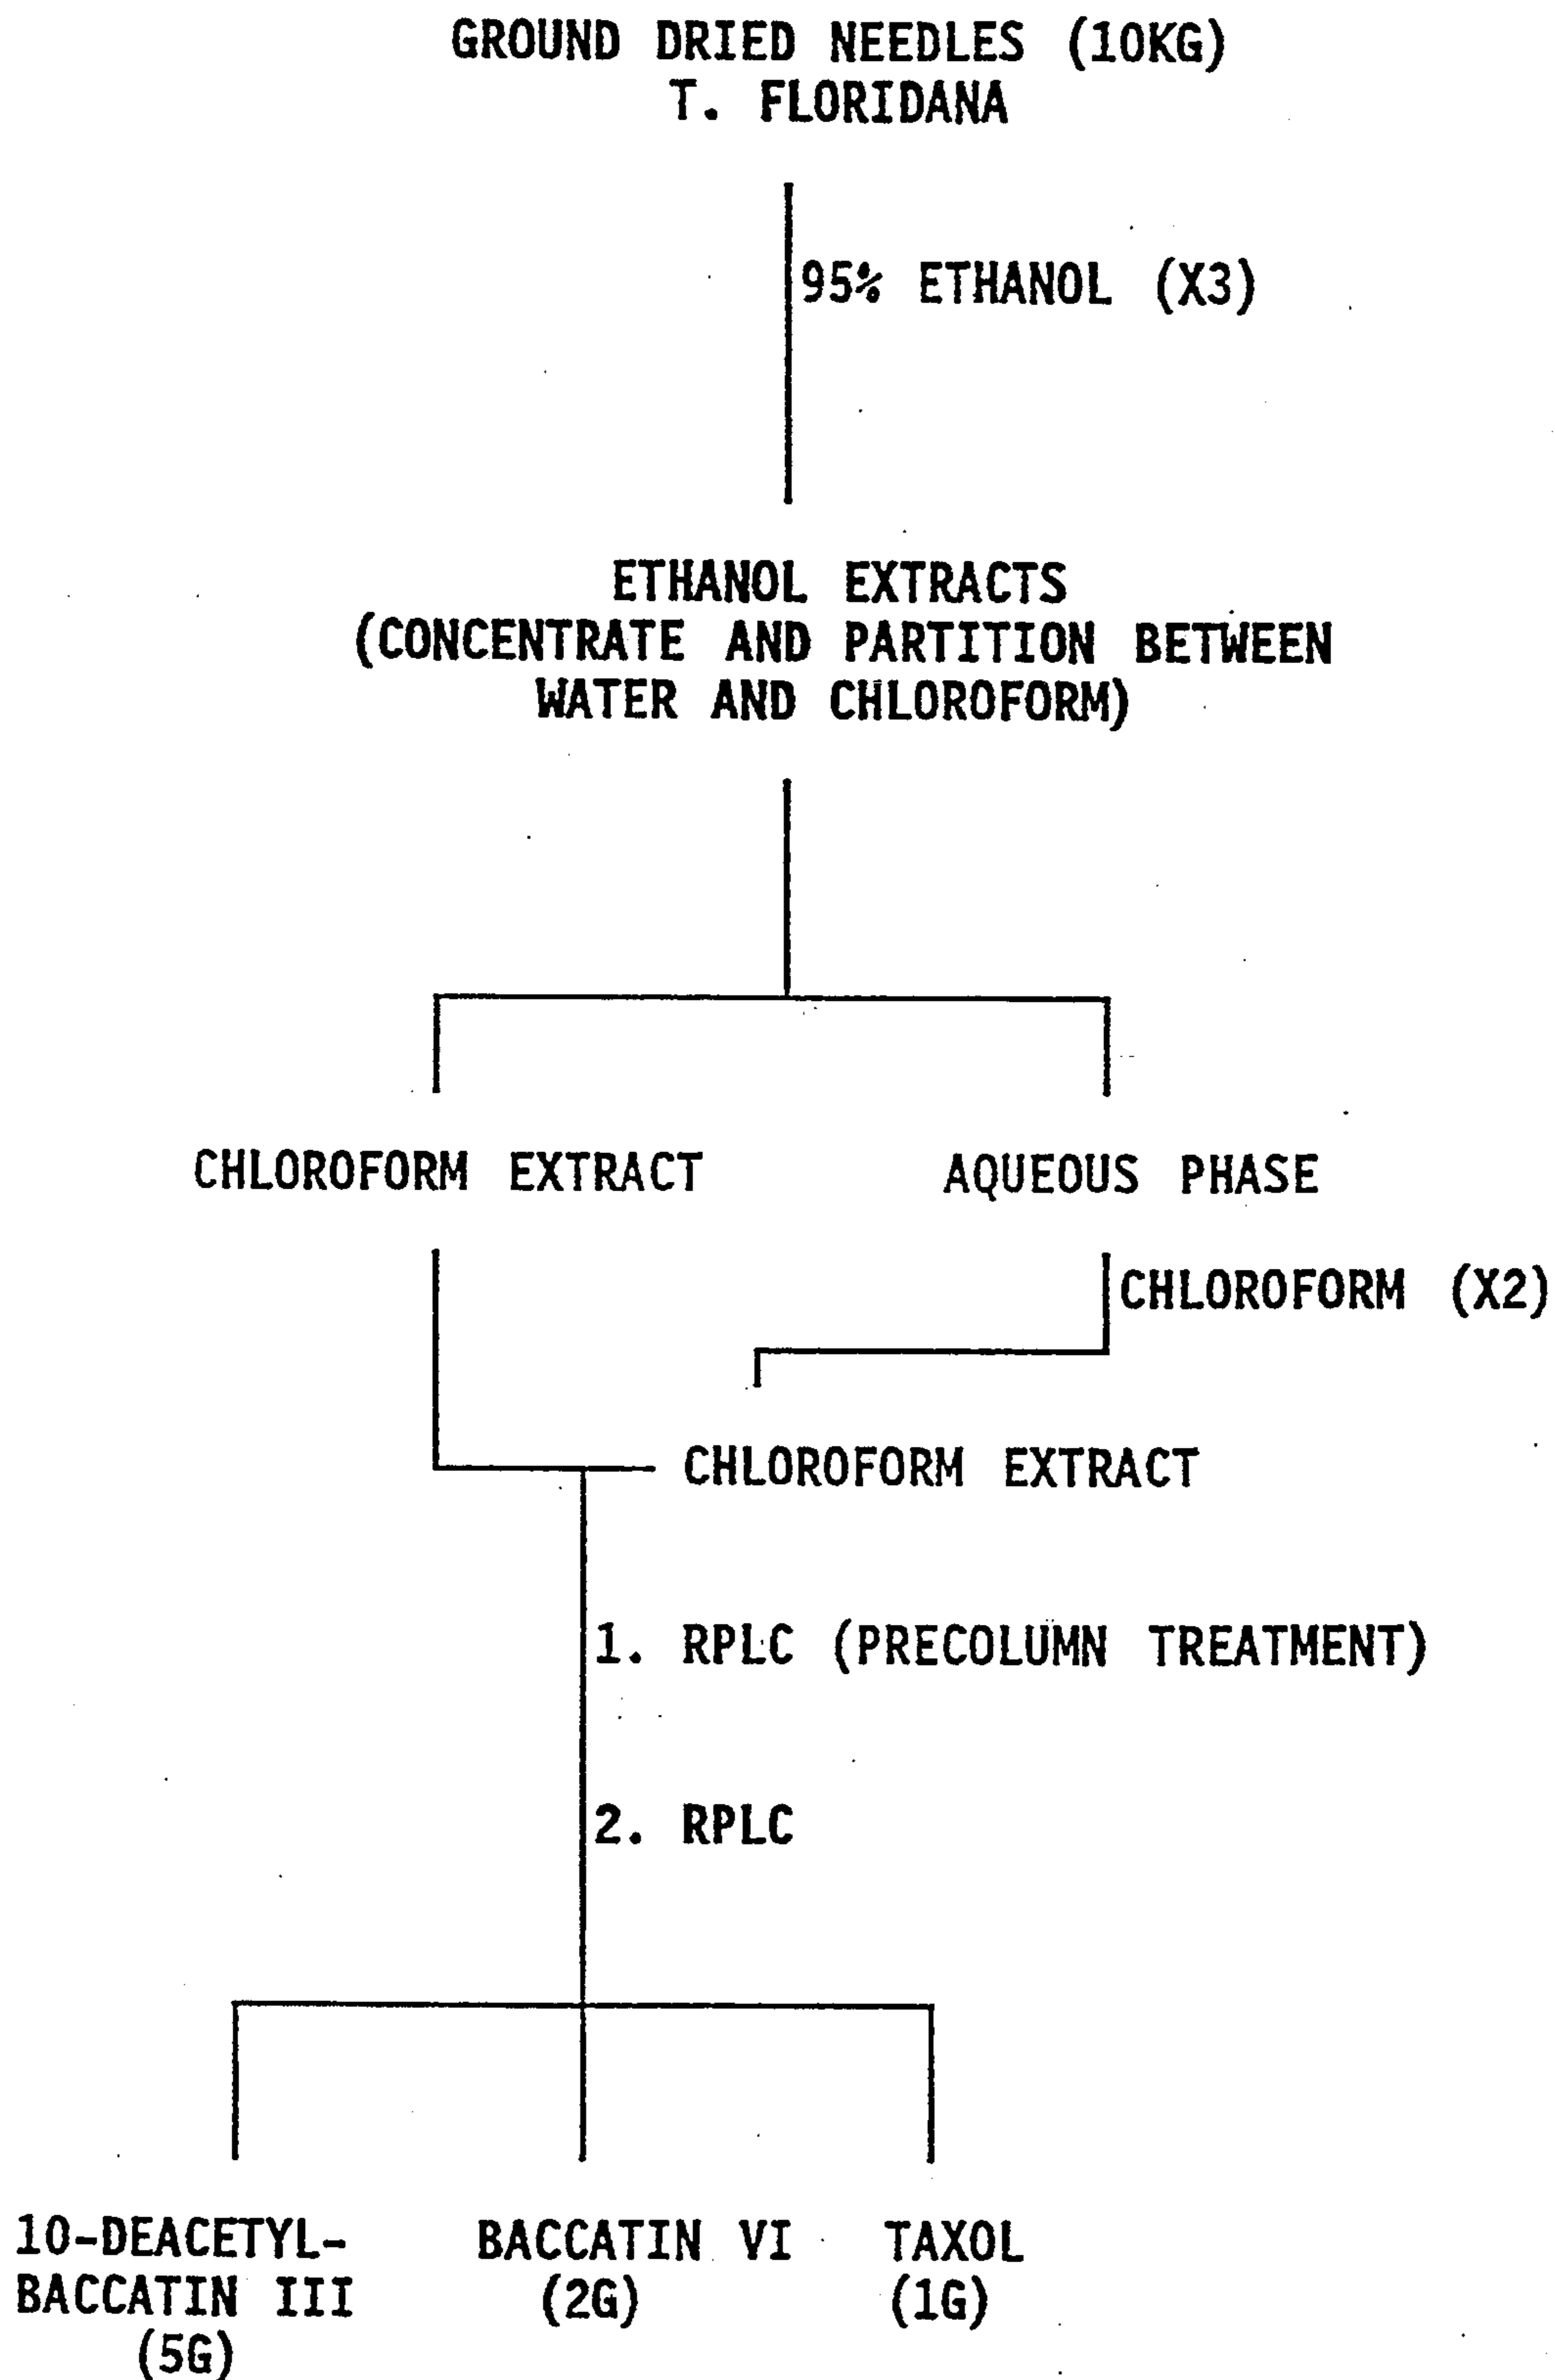 GROUND DRIED NEEDLES (10KG)
T. FLORIDANA
95% ETHANOL (X3)
ETHANOL EXTRACTS
(CONCENTRATE AND PARTITION BETWEEN
WATER AND CHLOROFORM)
CHLOROFORM EXTRACT
AQUEOUS PHASE
CHLOROFORM (X2)
CHLOROFORM EXTRACT
1. RPLC (PRECOLUMN TREATMENT)
2. RPLC
10-DEACETYL-
BACCATIN III
(5G)
BACCATIN VI
(2G)
TAXOL
(1G)